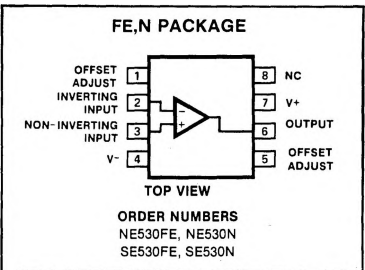 FE,N PACKAGE
OFFSET
ADJUST
1
8
NC
INVERTING
INPUT
2
7
V+
−
+
NON-INVERTING
INPUT
3
6
OUTPUT
V-
4
5
OFFSET
ADJUST
TOP VIEW
ORDER NUMBERS
NE530FE, NE530N
SE530FE, SE530N